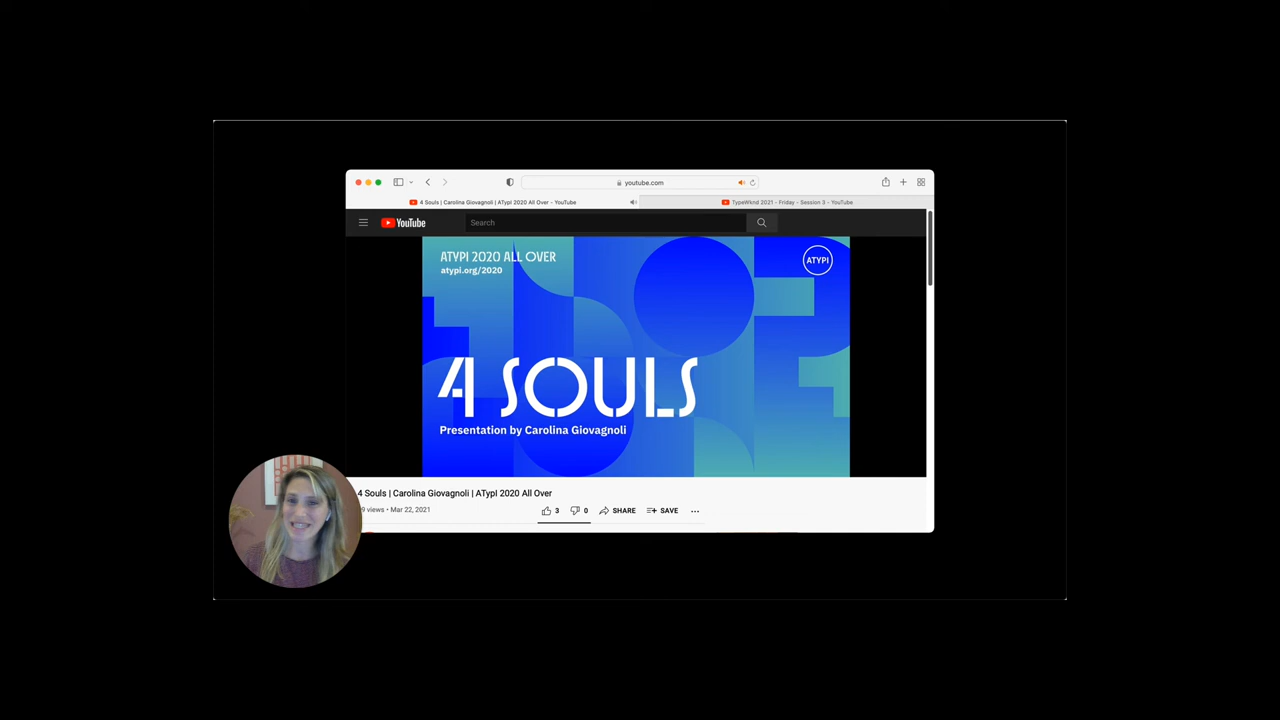 youtube.com
4 Souls | Carolina Giovagnoli | ATypI 2020 All Over - YouTube
TypeWknd 2021 - Friday - Session 3 - YouTube
YouTube
Search
ATYPI 2020 ALL OVER
atypi.org/2020
ATYPI
4 SOULS
Presentation by Carolina Giovagnoli
4 Souls | Carolina Giovagnoli | ATypI 2020 All Over
9 views • Mar 22, 2021
3
0
SHARE
SAVE